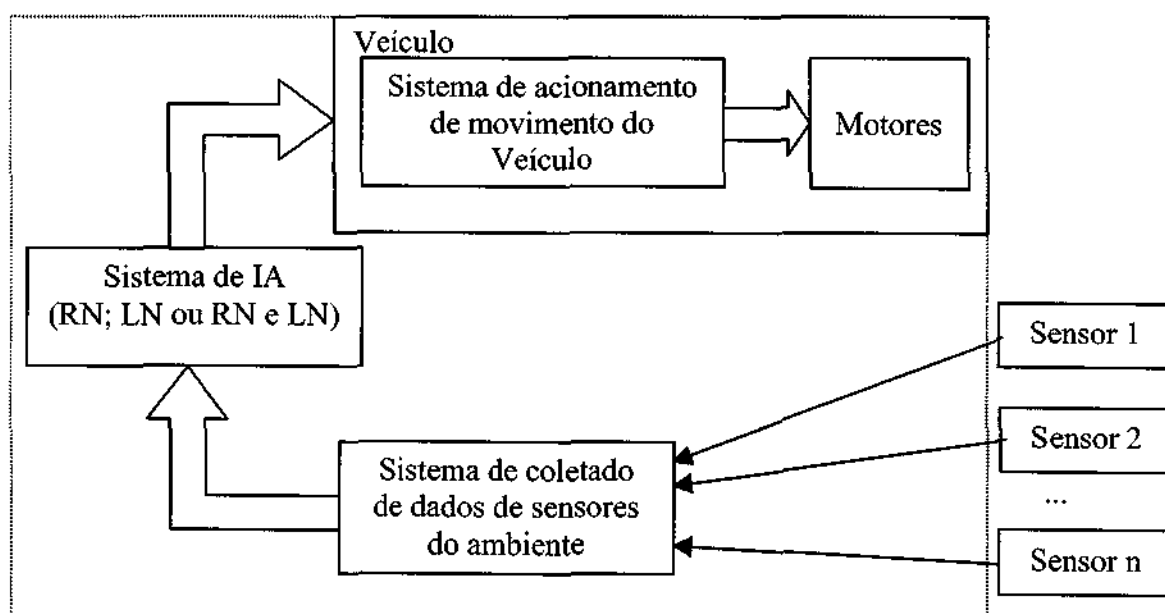 Veículo
Sistema de acionamento
de movimento do
Veículo
Motores
Sistema de IA
(RN; LN ou RN e LN)
Sensor 1
Sensor 2
...
Sensor n
Sistema de coletado
de dados de sensores
do ambiente